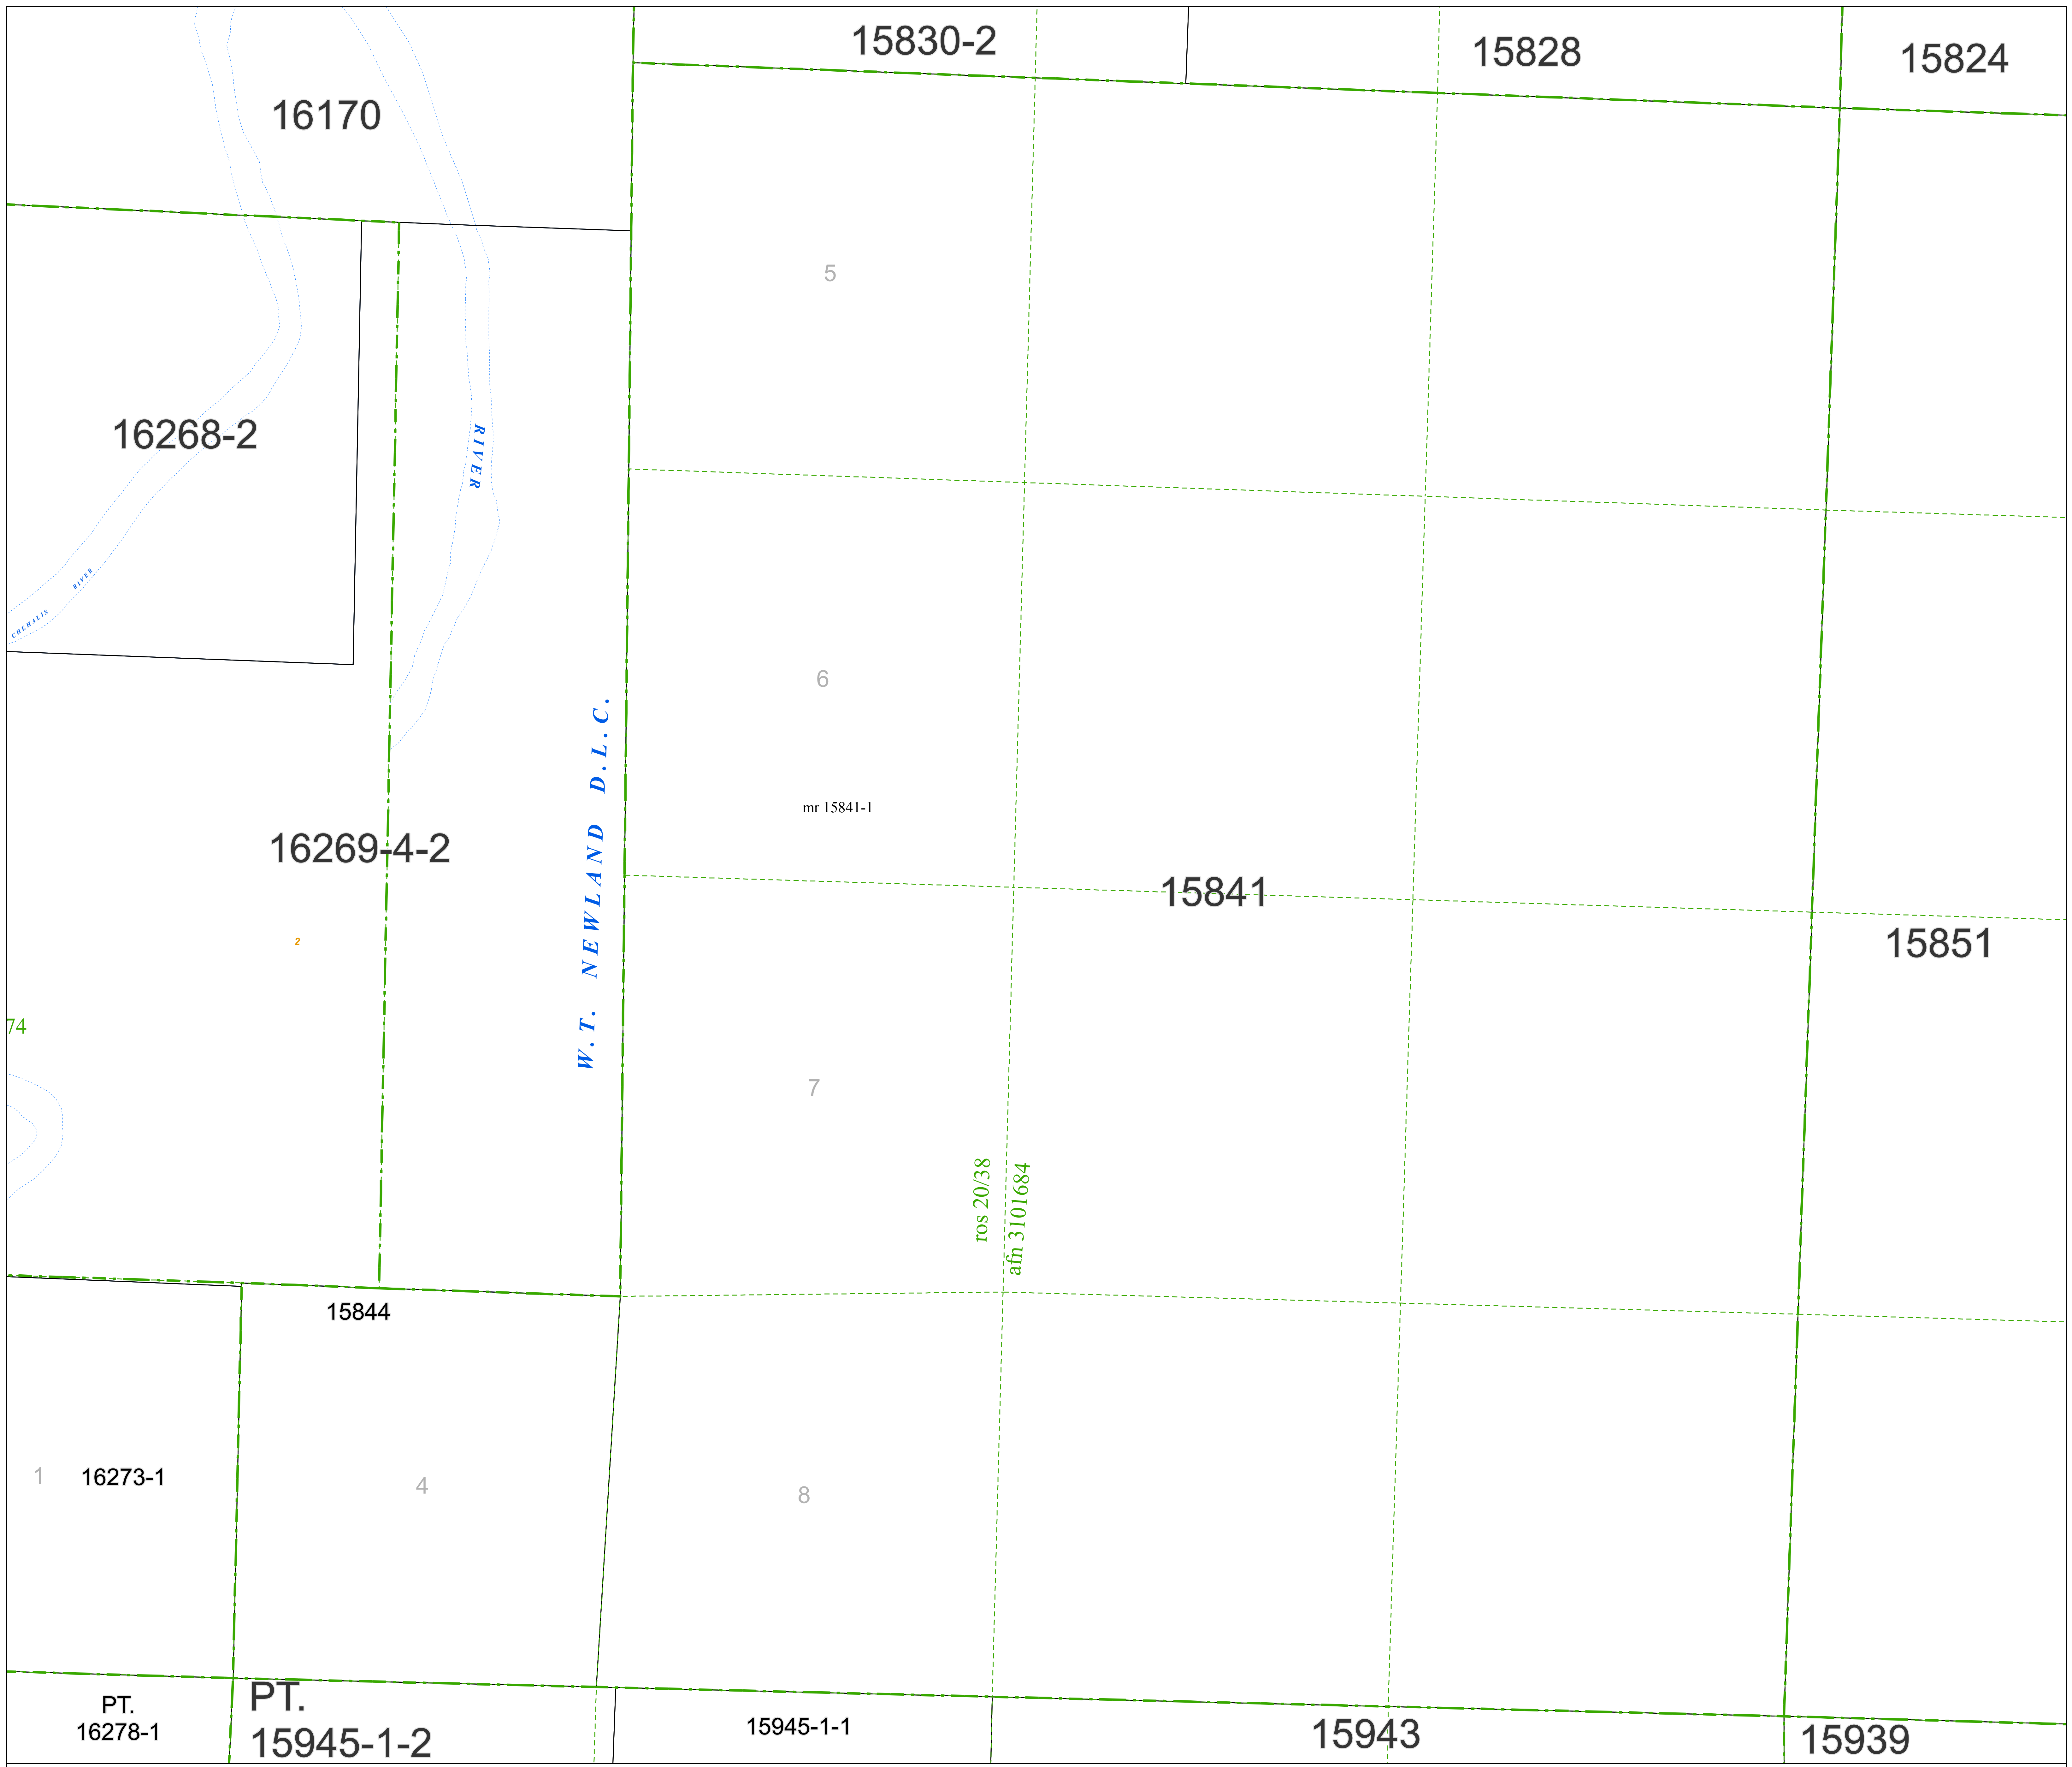 15830-2
15828
15824
16170
5
16268-2
RIVER
RIVER
CHEHALIS
6
W.T. NEWLAND D.L.C.
mr 15841-1
16269-4-2
15841
2
15851
74
7
ros 20/38
afn 3101684
15844
1
16273-1
4
8
PT.
16278-1
PT.
15945-1-2
15945-1-1
15943
15939